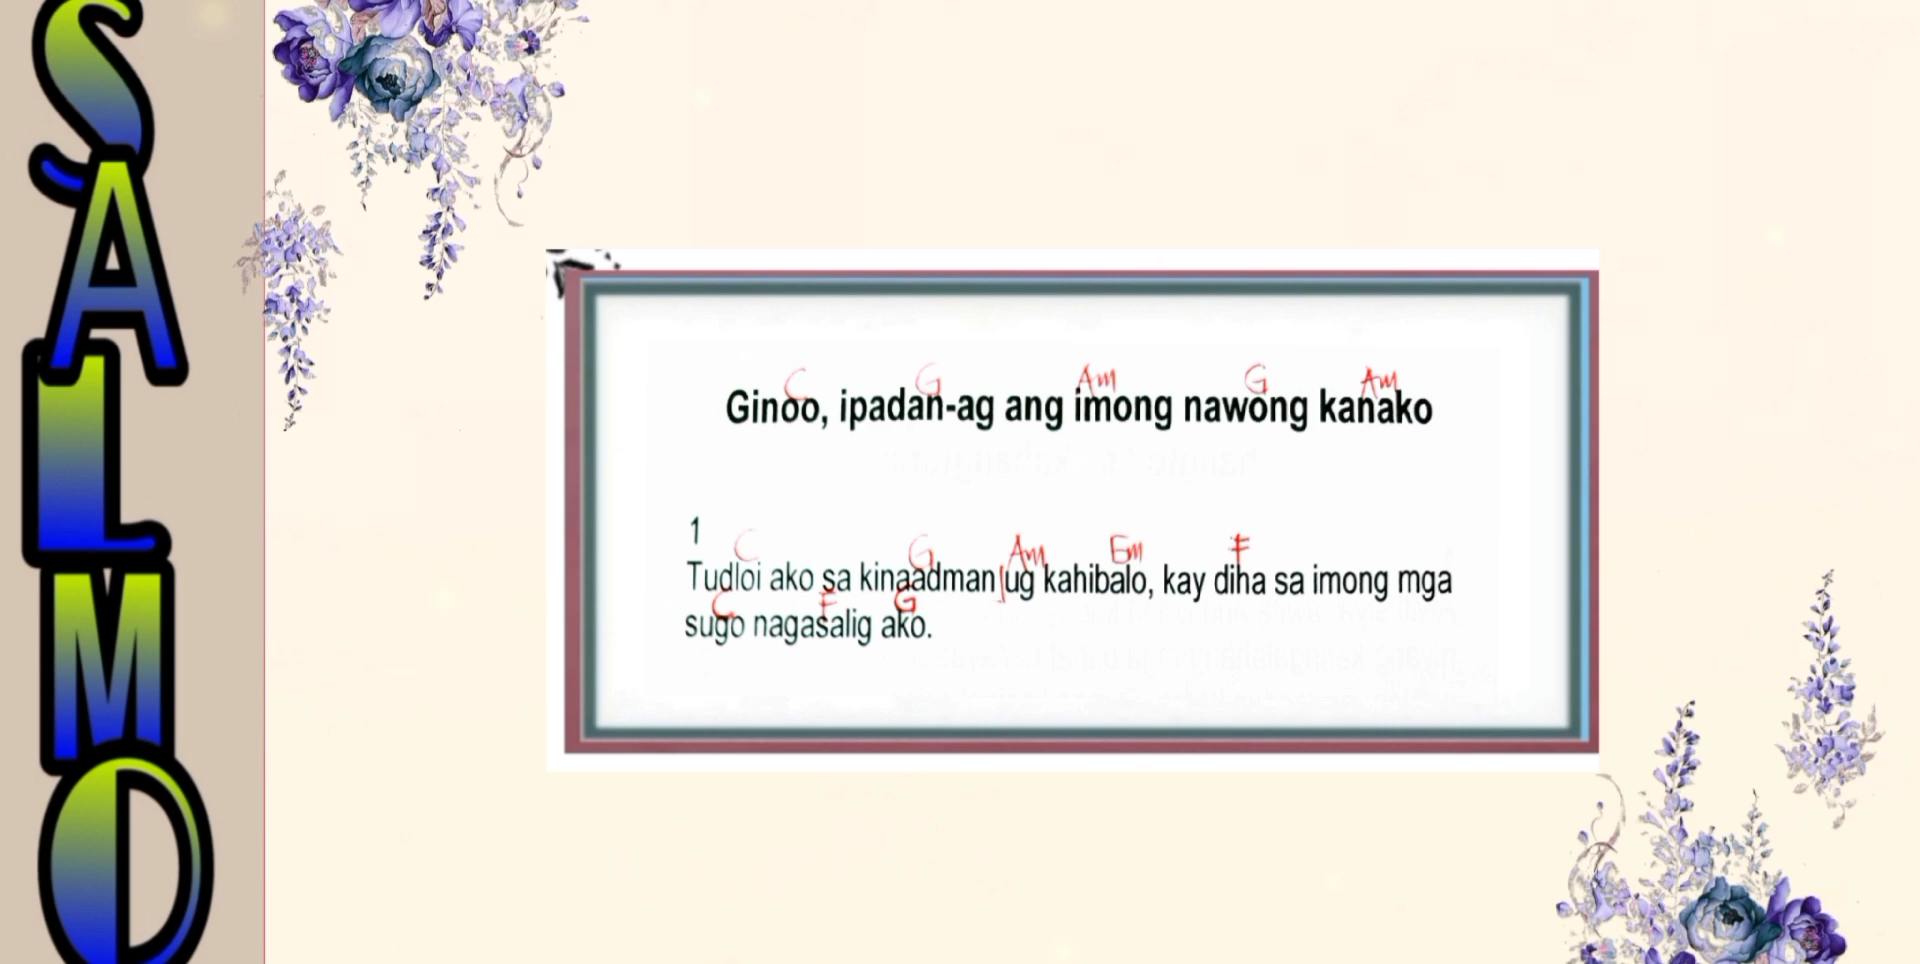 SALMO
C G Am G Am
Ginoo, ipadan-ag ang imong nawong kanako
1
C G Am Em F
Tudloi ako sa kinaadman ug kahibalo, kay diha sa imong mga
C F G
sugo nagasalig ako.